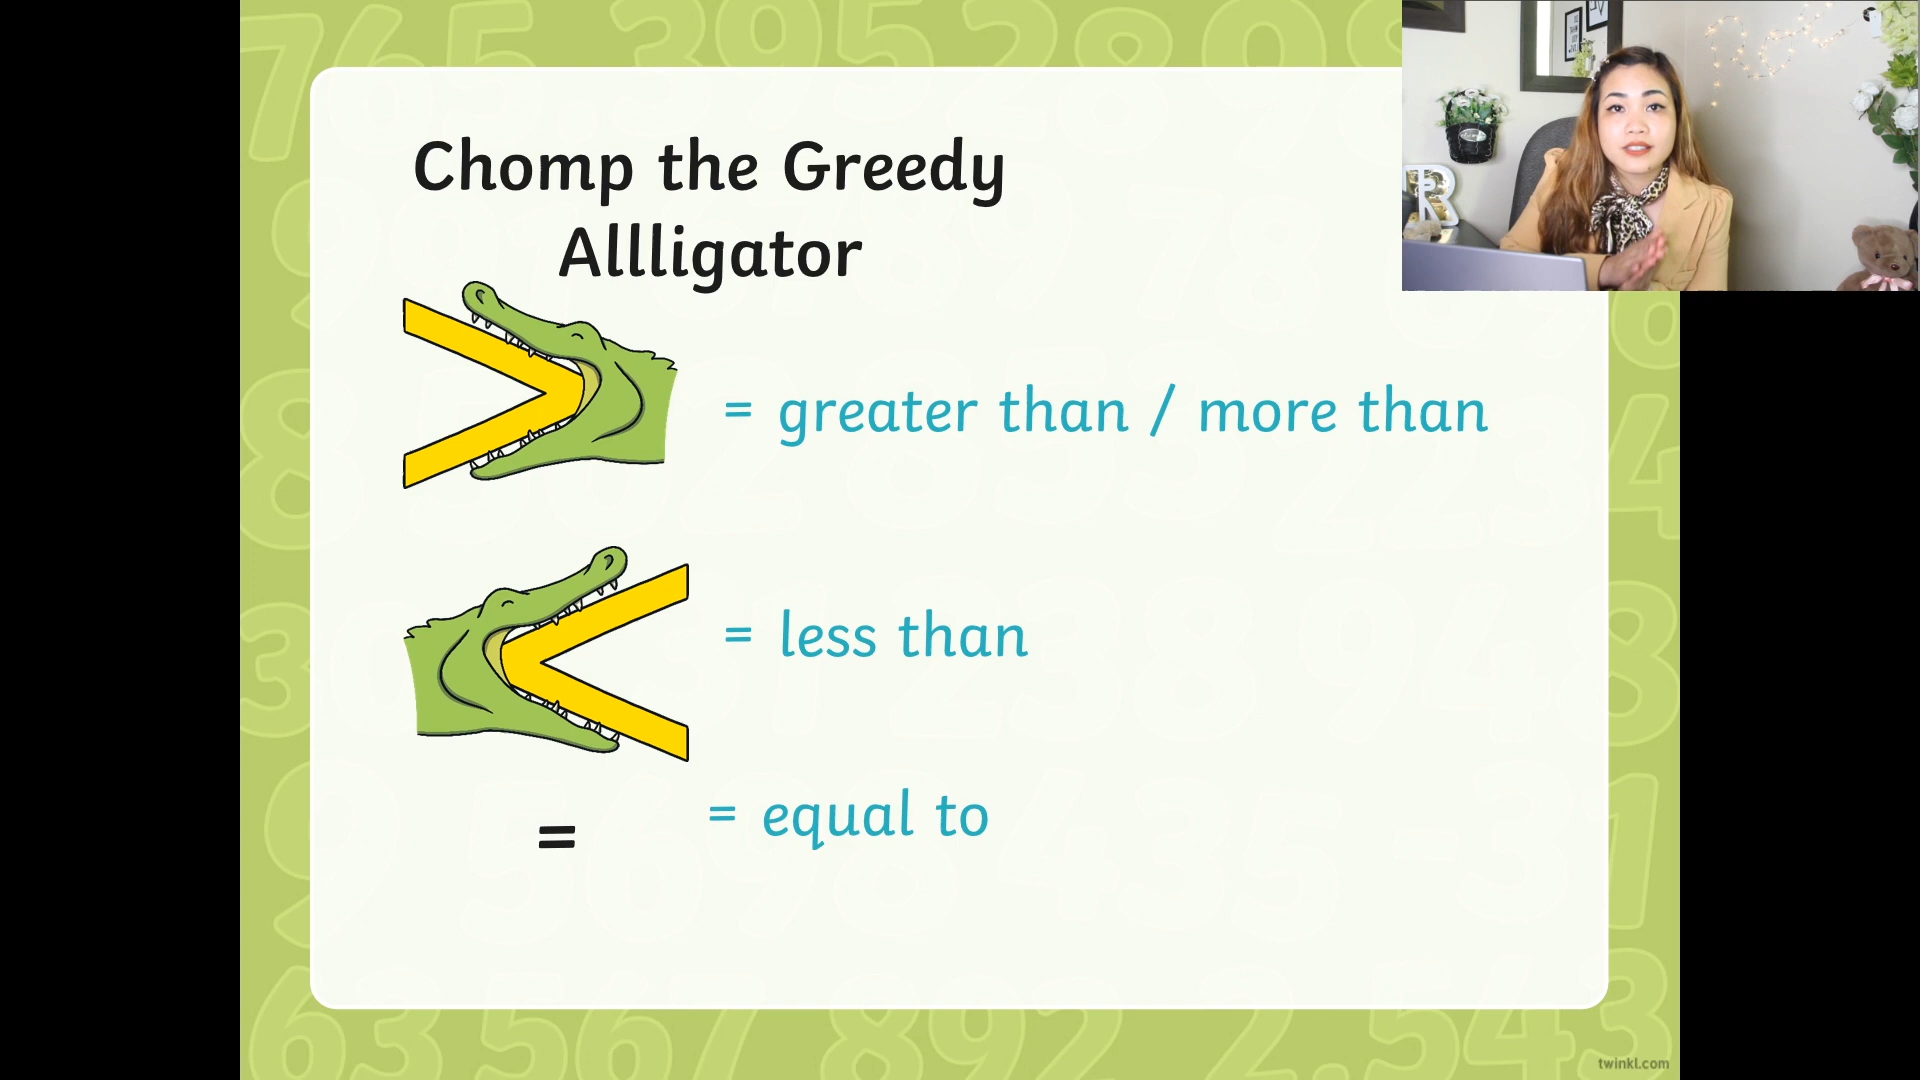 Chomp the Greedy
Allligator
= greater than / more than
= less than
= = equal to
twinkl.com
R